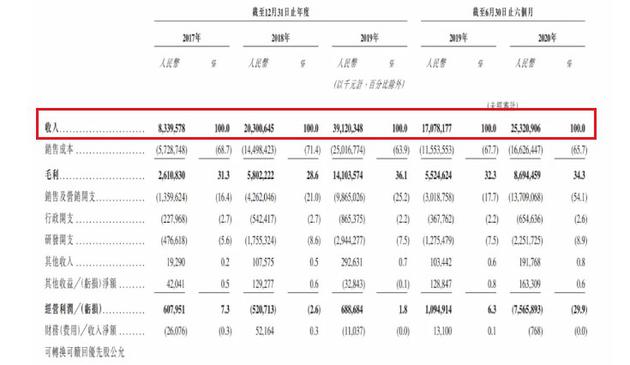 截至12月31日止年度 截至6月30日止六個月
2017年 2018年 2019年 2019年 2020年
人民幣 % 人民幣 % 人民幣 % 人民幣 % 人民幣 %
(以千元計,百分比除外)
(未經審計)
收入 8,339,578 100.0 20,300,645 100.0 39,120,348 100.0 17,078,177 100.0 25,320,906 100.0
銷售成本 (5,728,748) (68.7) (14,498,423) (71.4) (25,016,774) (63.9) (11,553,553) (67.7) (16,626,447) (65.7)
毛利 2,610,830 31.3 5,802,222 28.6 14,103,574 36.1 5,524,624 32.3 8,694,459 34.3
銷售及營銷開支 (1,359,624) (16.4) (4,262,046) (21.0) (9,865,026) (25.2) (3,018,758) (17.7) (13,709,068) (54.1)
行政開支 (227,968) (2.7) (542,417) (2.7) (865,375) (2.2) (367,762) (2.2) (654,636) (2.6)
研發開支 (476,618) (5.6) (1,755,324) (8.6) (2,944,277) (7.5) (1,275,479) (7.5) (2,251,725) (8.9)
其他收入 19,290 0.2 107,575 0.5 292,631 0.7 103,442 0.6 191,768 0.8
其他收益╱(虧損)淨額 42,041 0.5 129,277 0.6 (32,843) (0.1) 128,847 0.8 163,309 0.6
經營利潤╱(虧損) 607,951 7.3 (520,713) (2.6) 688,684 1.8 1,094,914 6.3 (7,565,893) (29.9)
財務(費用)╱收入淨額 (26,076) (0.3) 52,164 0.3 (11,037) (0.0) 13,100 0.1 (768) (0.0)
可轉換可贖回優先股公允